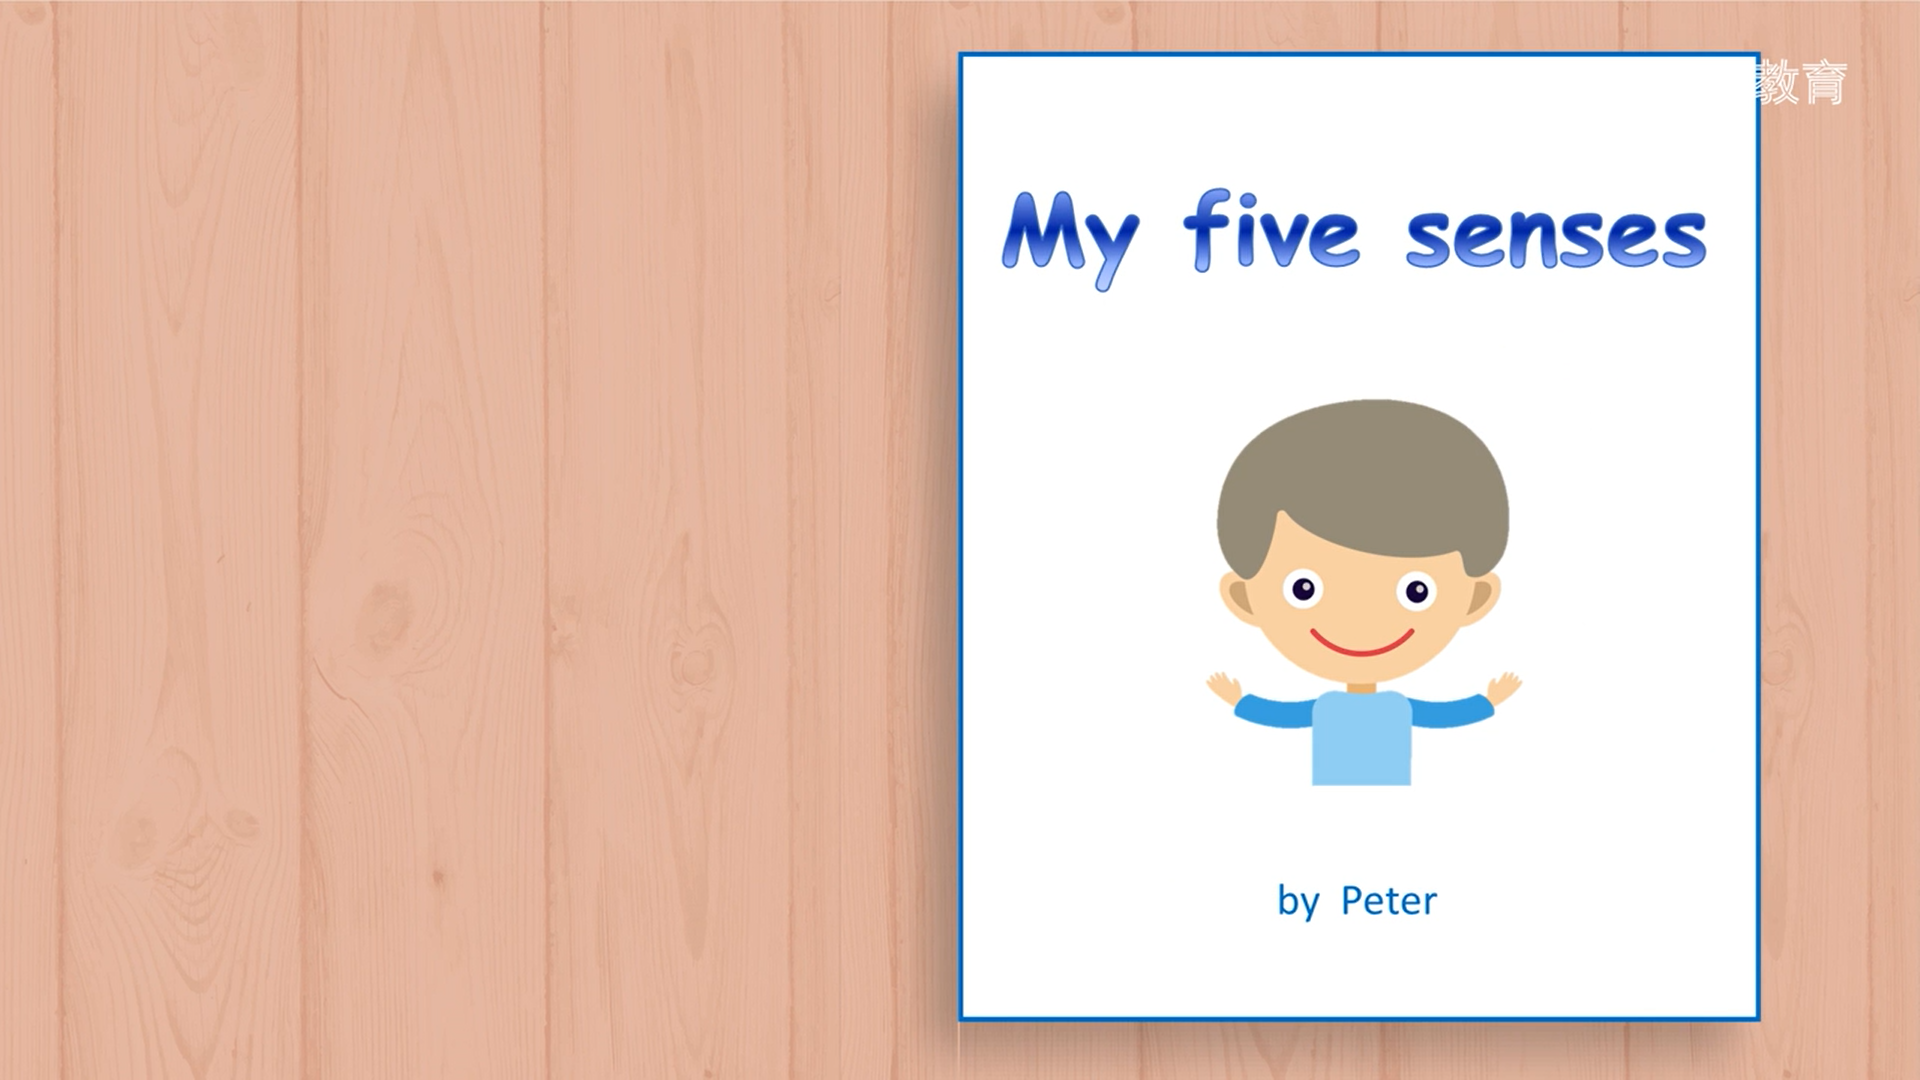 教育
My five senses
by Peter